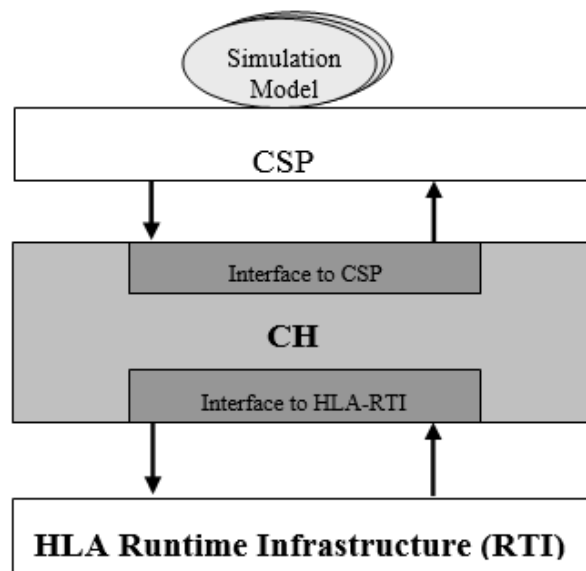 Simulation
Model
CSP
Interface to CSP
CH
Interface to HLA-RTI
HLA Runtime Infrastructure (RTI)